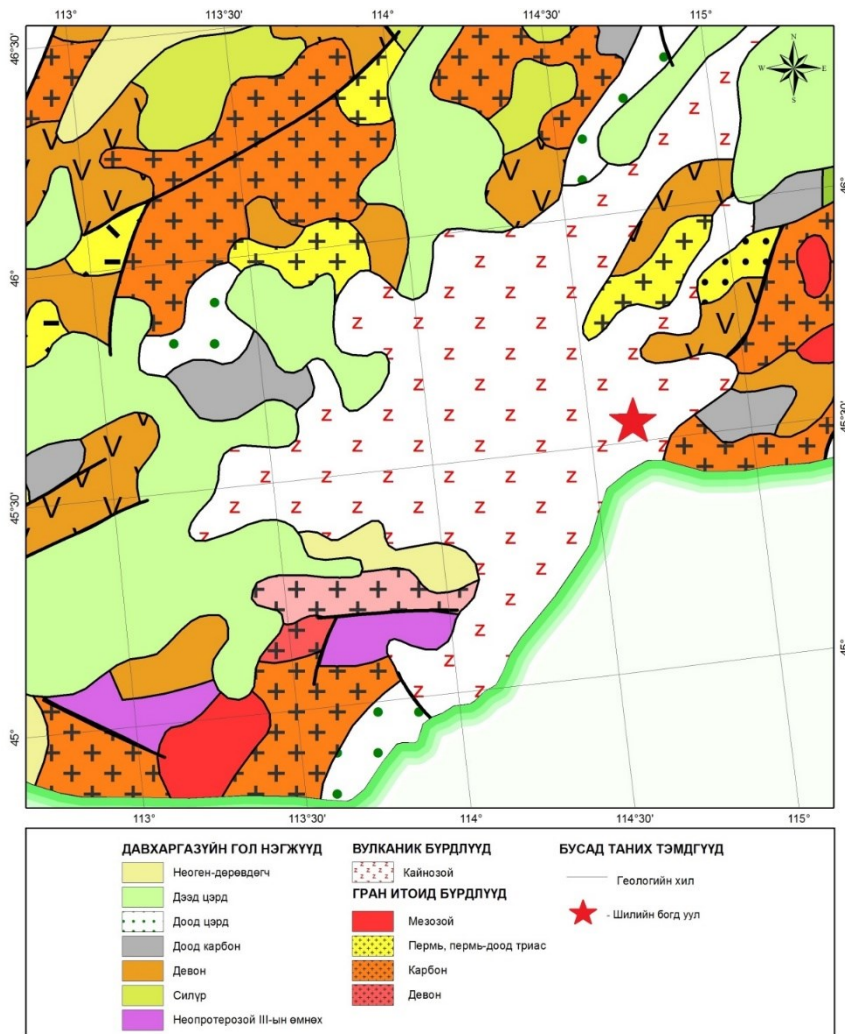 113°
113°30'
114°
114°30'
115°
46°30'
N
W E
S
46°
46°
45°30'
45°30'
45°
45°
113°
113°30'
114°
114°30'
115°
ДАВХАРГАЗҮЙН ГОЛ НЭГЖҮҮД
Неоген-дөрөвдөгч
Дээд цэрд
Доод цэрд
Доод карбон
Девон
Силүр
Неопротерозой III-ын өмнөх
ВУЛКАНИК БҮРДЛҮҮД
Кайнозой
ГРАН ИТОИД БҮРДЛҮҮД
Мезозой
Пермь, пермь-доод триас
Карбон
Девон
БУСАД ТАНИХ ТЭМДГҮҮД
Геологийн хил
- Шилийн богд уул